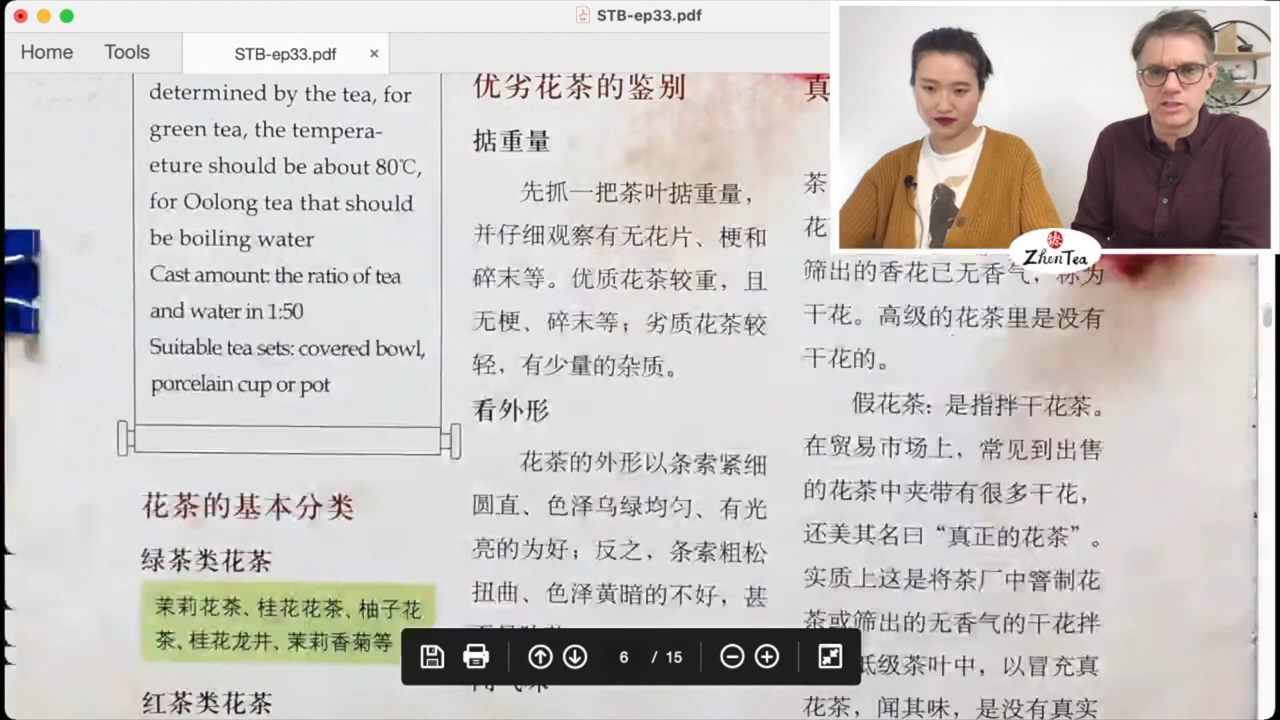 STB-ep33.pdf
Home
Tools
STB-ep33.pdf
determined by the tea, for
green tea, the tempera-
eture should be about 80℃,
for Oolong tea that should
be boiling water
Cast amount: the ratio of tea
and water in 1:50
Suitable tea sets: covered bowl,
porcelain cup or pot
花茶的基本分类
绿茶类花茶
茉莉花茶、桂花花茶、柚子花
茶、桂花龙井、茉莉香菊等
红茶类花茶
优劣花茶的鉴别
掂重量
先抓一把茶叶掂重量，
并仔细观察有无花片、梗和
碎末等。优质花茶较重，且
无梗、碎末等；劣质花茶较
轻，有少量的杂质。
看外形
花茶的外形以条索紧细
圆直、色泽乌绿均匀、有光
亮的为好；反之，条索粗松
扭曲、色泽黄暗的不好，甚
真
茶
花
筛出的香花已无香气，称为
干花。高级的花茶里是没有
干花的。
假花茶：是指拌干花茶。
在贸易市场上，常见到出售
的花茶中夹带有很多干花，
还美其名曰“真正的花茶”。
实质上这是将茶厂中窨制花
茶或筛出的无香气的干花拌
低级茶叶中，以冒充真
花茶，闻其味，是没有真实
ZhenTea
6 / 15